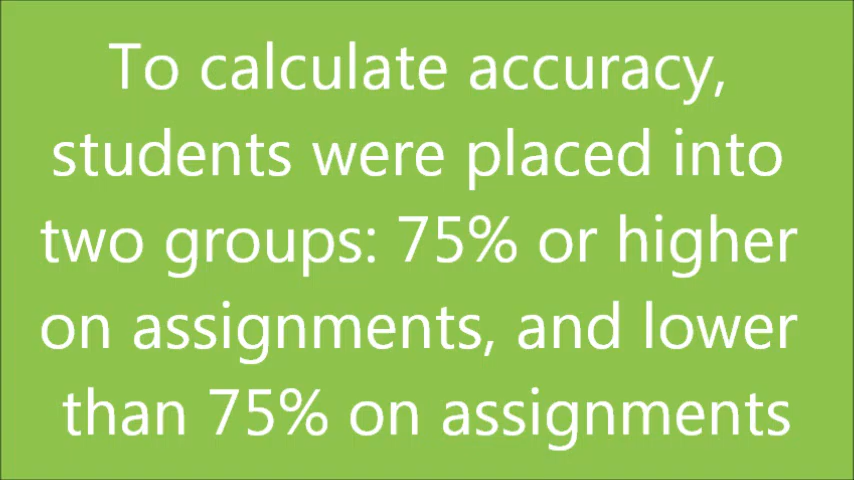 To calculate accuracy,
students were placed into
two groups: 75% or higher
on assignments, and lower
than 75% on assignments